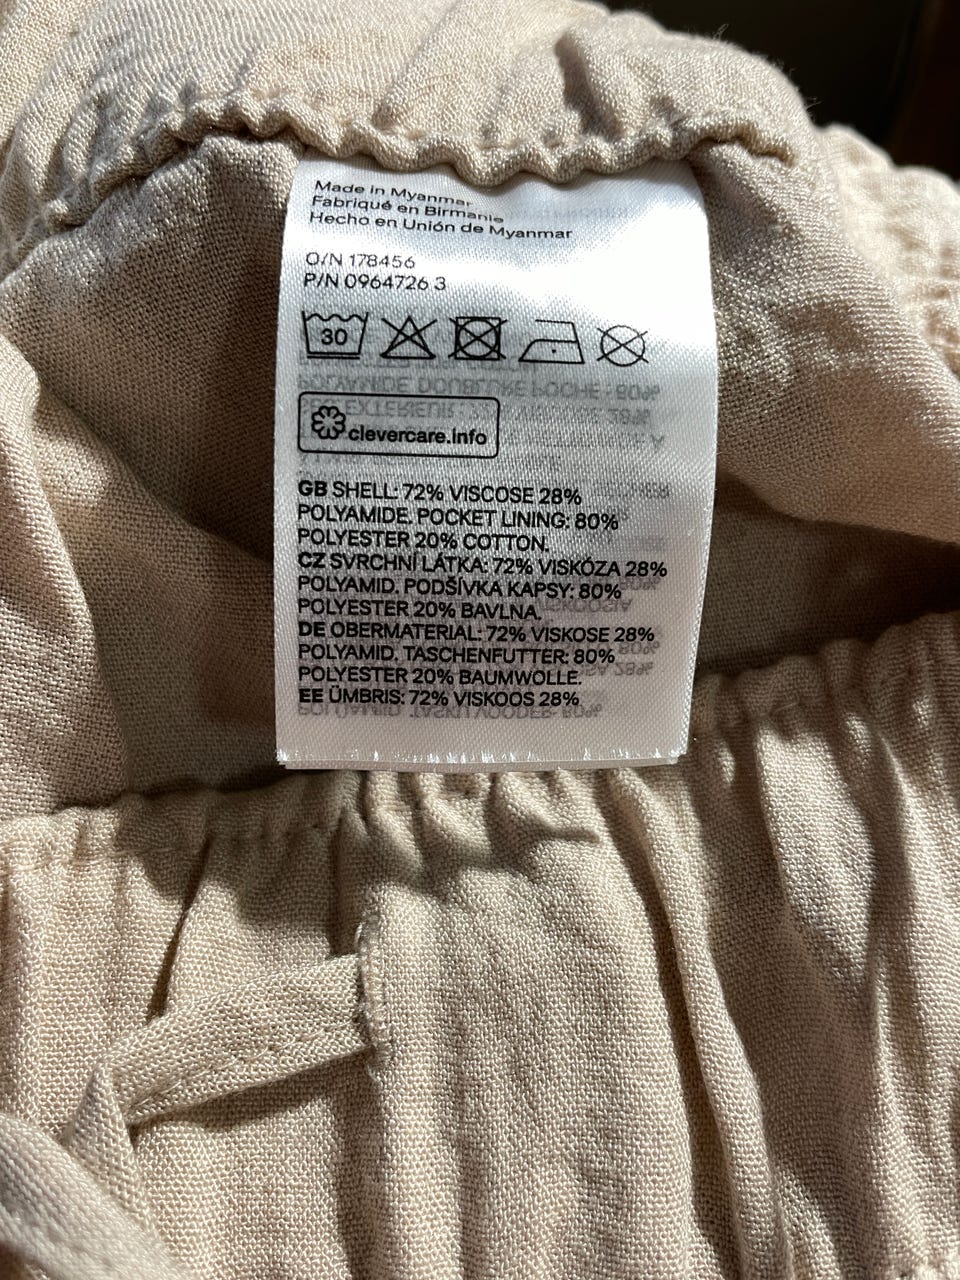 Made in Myanmar
Fabriqué en Birmanie
Hecho en Unión de Myanmar
O/N 178456
P/N 0964726 3
30
clevercare.info
GB SHELL: 72% VISCOSE 28%
POLYAMIDE. POCKET LINING: 80%
POLYESTER 20% COTTON.
CZ SVRCHNÍ LÁTKA: 72% VISKÓZA 28%
POLYAMID. PODŠÍVKA KAPSY: 80%
POLYESTER 20% BAVLNA.
DE OBERMATERIAL: 72% VISKOSE 28%
POLYAMID. TASCHENFUTTER: 80%
POLYESTER 20% BAUMWOLLE.
EE ÜMBRIS: 72% VISKOOS 28%